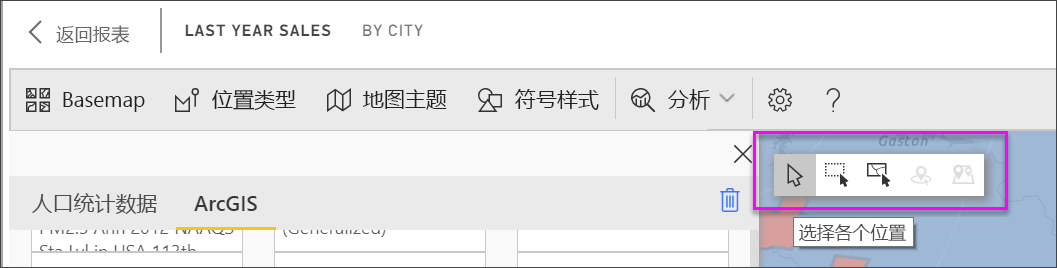 返回报表
LAST YEAR SALES BY CITY
Basemap 位置类型 地图主题 符号样式 分析 ?
Gaston
人口统计数据 ArcGIS
PM2.5 Ann 2012 NAAQS (Generalized)
Sta Jul in USA 113th
选择各个位置